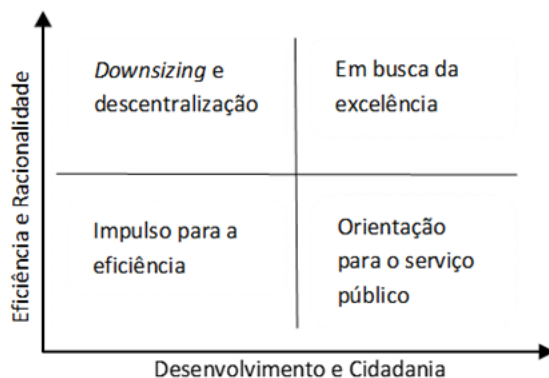 Eficiência e Racionalidade
Downsizing e
descentralização
Em busca da
excelência
Impulso para a
eficiência
Orientação
para o serviço
público
Desenvolvimento e Cidadania